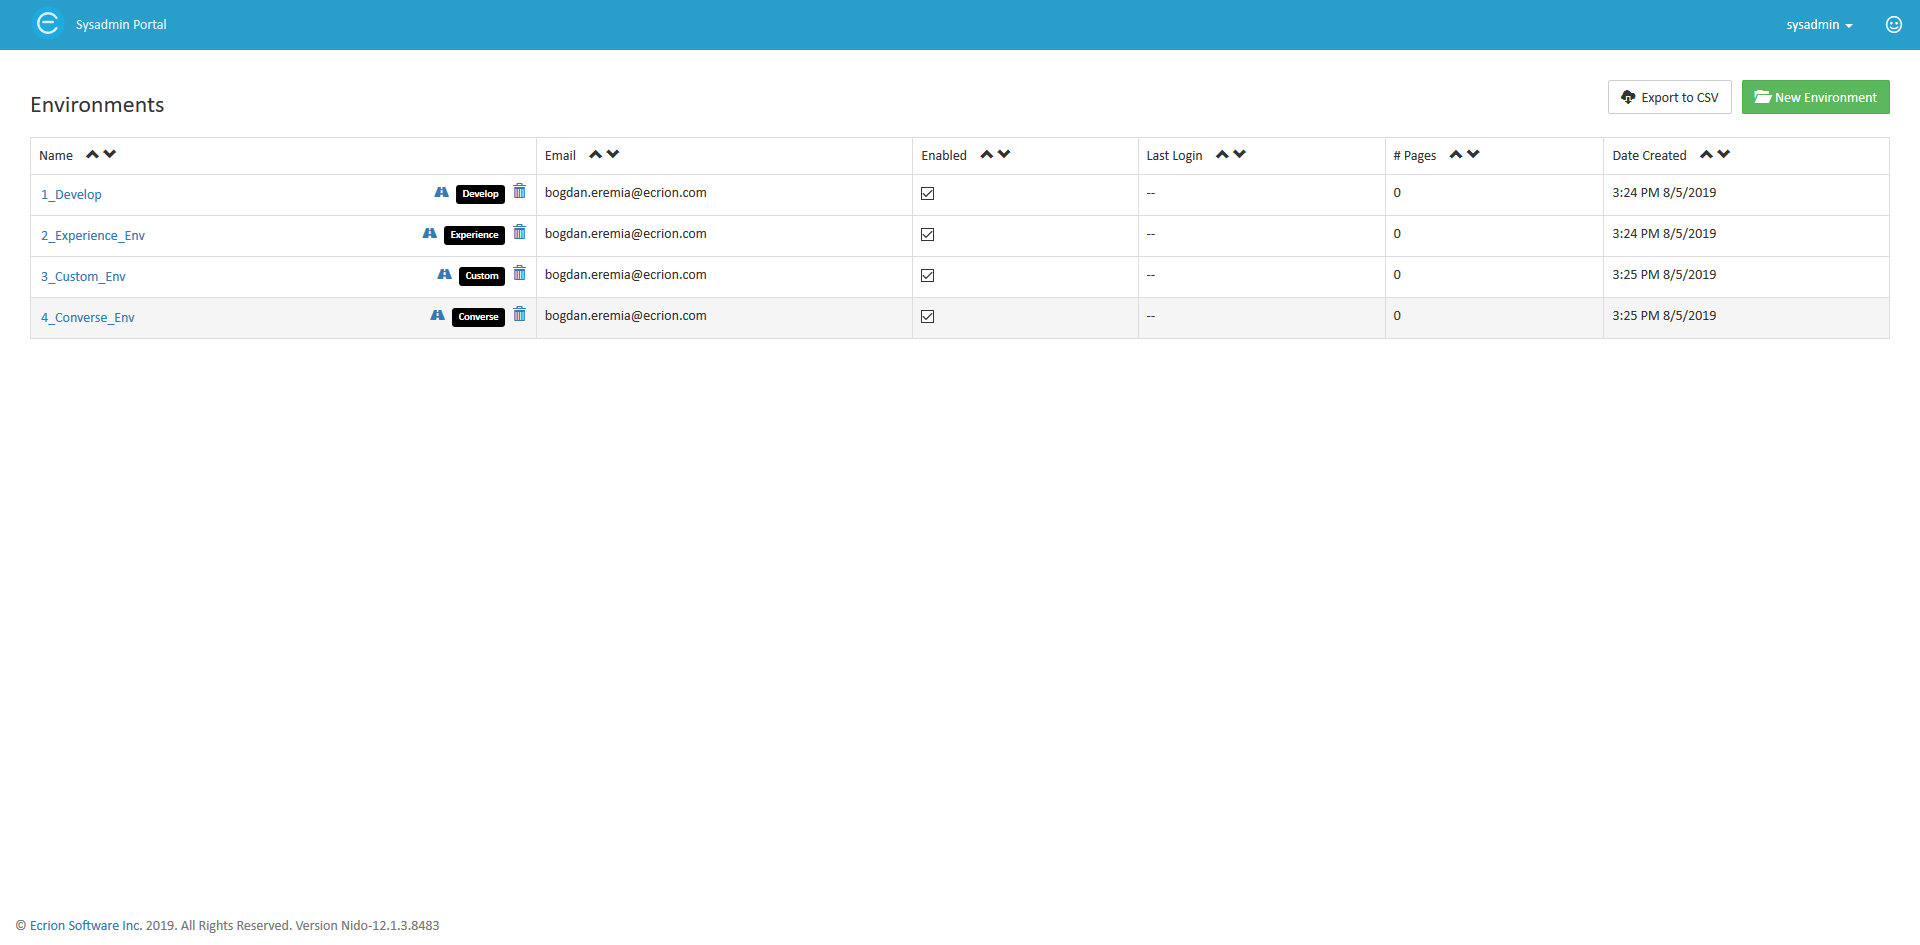 Sysadmin Portal sysadmin
Environments
Export to CSV New Environment
Name Email Enabled Last Login # Pages Date Created
1_Develop Develop bogdan.eremia@ecrion.com -- 0 3:24 PM 8/5/2019
2_Experience_Env Experience bogdan.eremia@ecrion.com -- 0 3:24 PM 8/5/2019
3_Custom_Env Custom bogdan.eremia@ecrion.com -- 0 3:25 PM 8/5/2019
4_Converse_Env Converse bogdan.eremia@ecrion.com -- 0 3:25 PM 8/5/2019
© Ecrion Software Inc. 2019. All Rights Reserved. Version Nido-12.1.3.8483